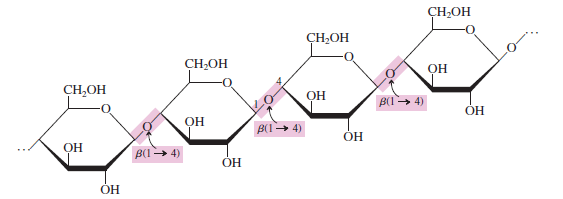 CH₂OH
O
OH
OH
...
O
β(1→ 4)
CH₂OH
O
OH
OH
1
O
4
β(1→ 4)
CH₂OH
O
OH
OH
O
β(1→ 4)
CH₂OH
O
OH
OH
O
...